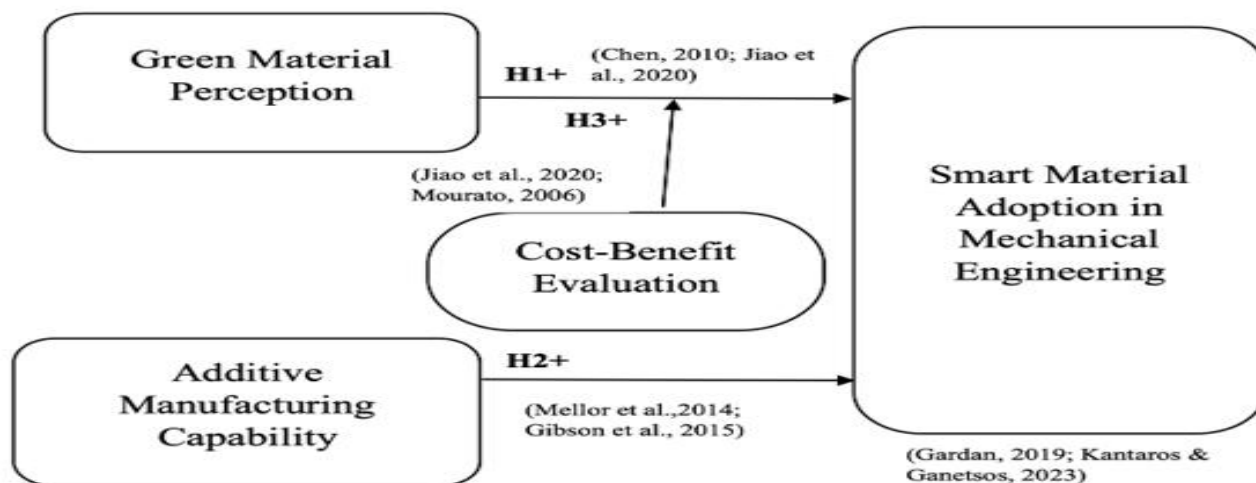 Green Material
Perception
H1+
(Chen, 2010; Jiao et
al., 2020)
H3+
(Jiao et al., 2020;
Mourato, 2006)
Cost-Benefit
Evaluation
Smart Material
Adoption in
Mechanical
Engineering
Additive
Manufacturing
Capability
H2+
(Mellor et al.,2014;
Gibson et al., 2015)
(Gardan, 2019; Kantaros &
Ganetsos, 2023)